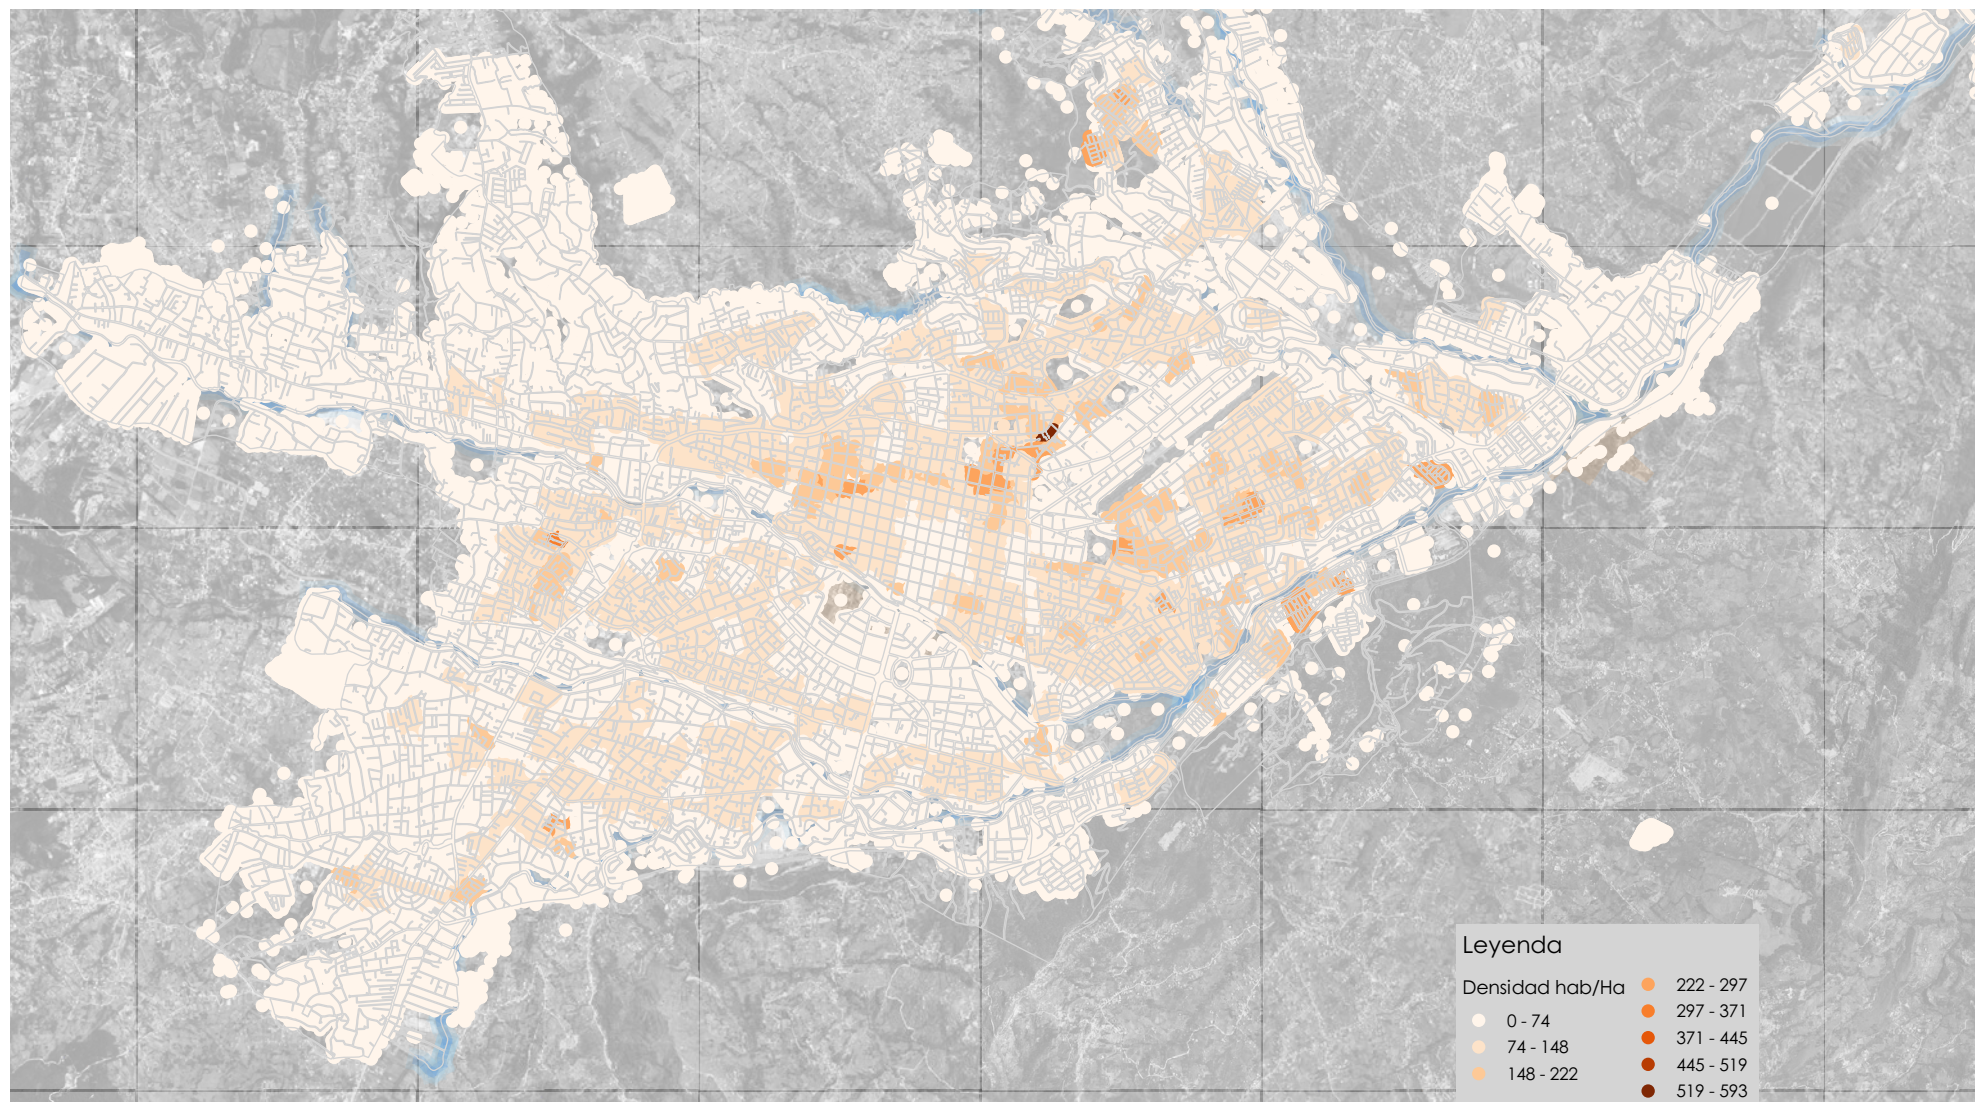 Leyenda
Densidad hab/Ha
0 - 74
74 - 148
148 - 222
222 - 297
297 - 371
371 - 445
445 - 519
519 - 593